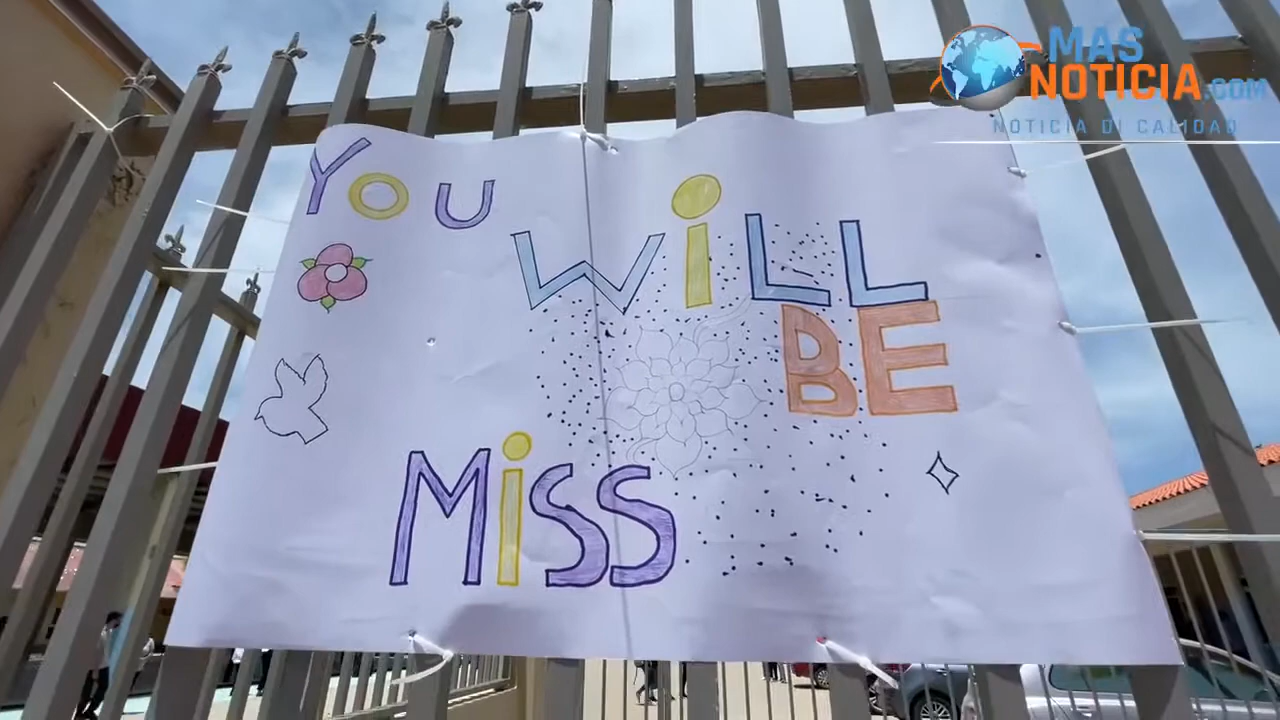 MAS
NOTICIA.COM
NOTICIA DI CALIDAD
YOU
WiLL
BE
MiSS